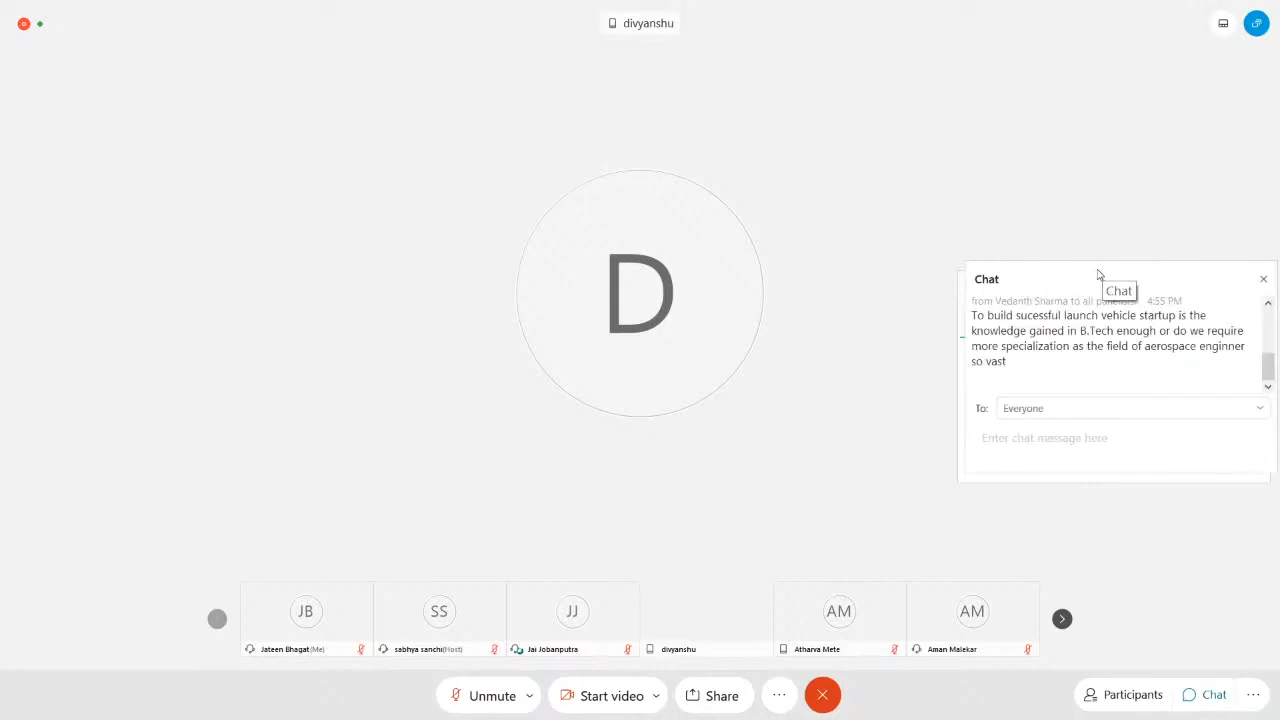 divyanshu
D
Chat
Chat
from Vedanth Sharma to all panelists: 4:55 PM
To build sucessful launch vehicle startup is the
knowledge gained in B.Tech enough or do we require
more specialization as the field of aerospace enginner
so vast
To: Everyone
Enter chat message here
JB
SS
JJ
AM
AM
Jateen Bhagat (Me)
sabhya sanchi(Host)
Jai Jobanputra
divyanshu
Atharva Mete
Aman Malekar
Unmute
Start video
Share
Participants
Chat